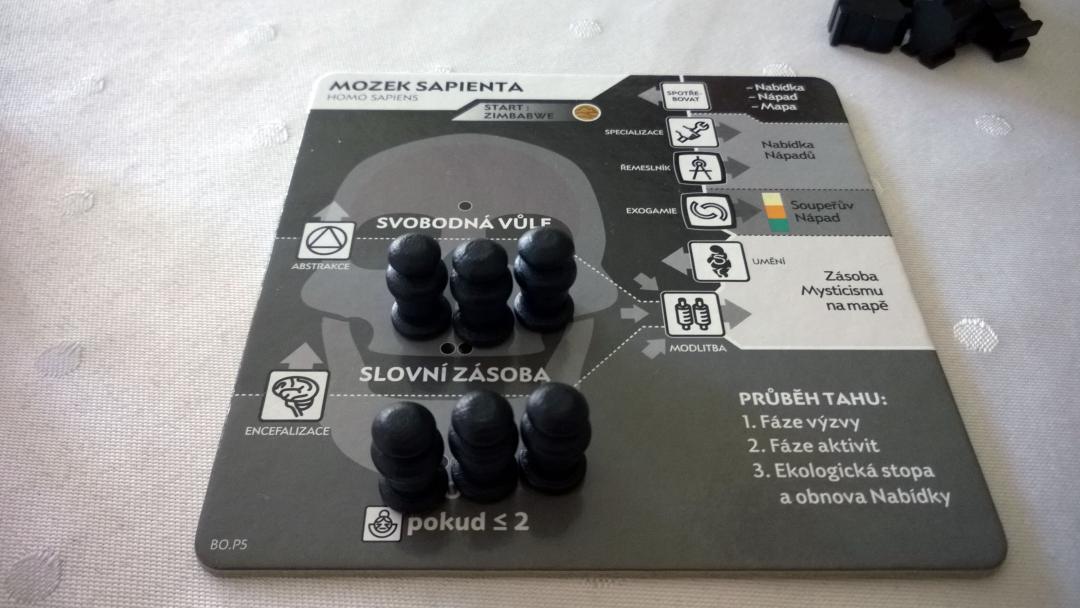 MOZEK SAPIENTA
HOMO SAPIENS
START:
ZIMBABWE
SPOTŘE-
BOVAT
– Nabídka
– Nápad
– Mapa
SPECIALIZACE
Nabídka
Nápadů
ŘEMESLNÍK
EXOGAMIE
Soupeřův
Nápad
SVOBODNÁ VŮLE
ABSTRAKCE
UMĚNÍ
Zásoba
Mysticismu
na mapě
MODLITBA
SLOVNÍ ZÁSOBA
ENCEFALIZACE
PRŮBĚH TAHU:
1. Fáze výzvy
2. Fáze aktivit
3. Ekologická stopa
a obnova Nabídky
pokud ≤ 2
BO.P5